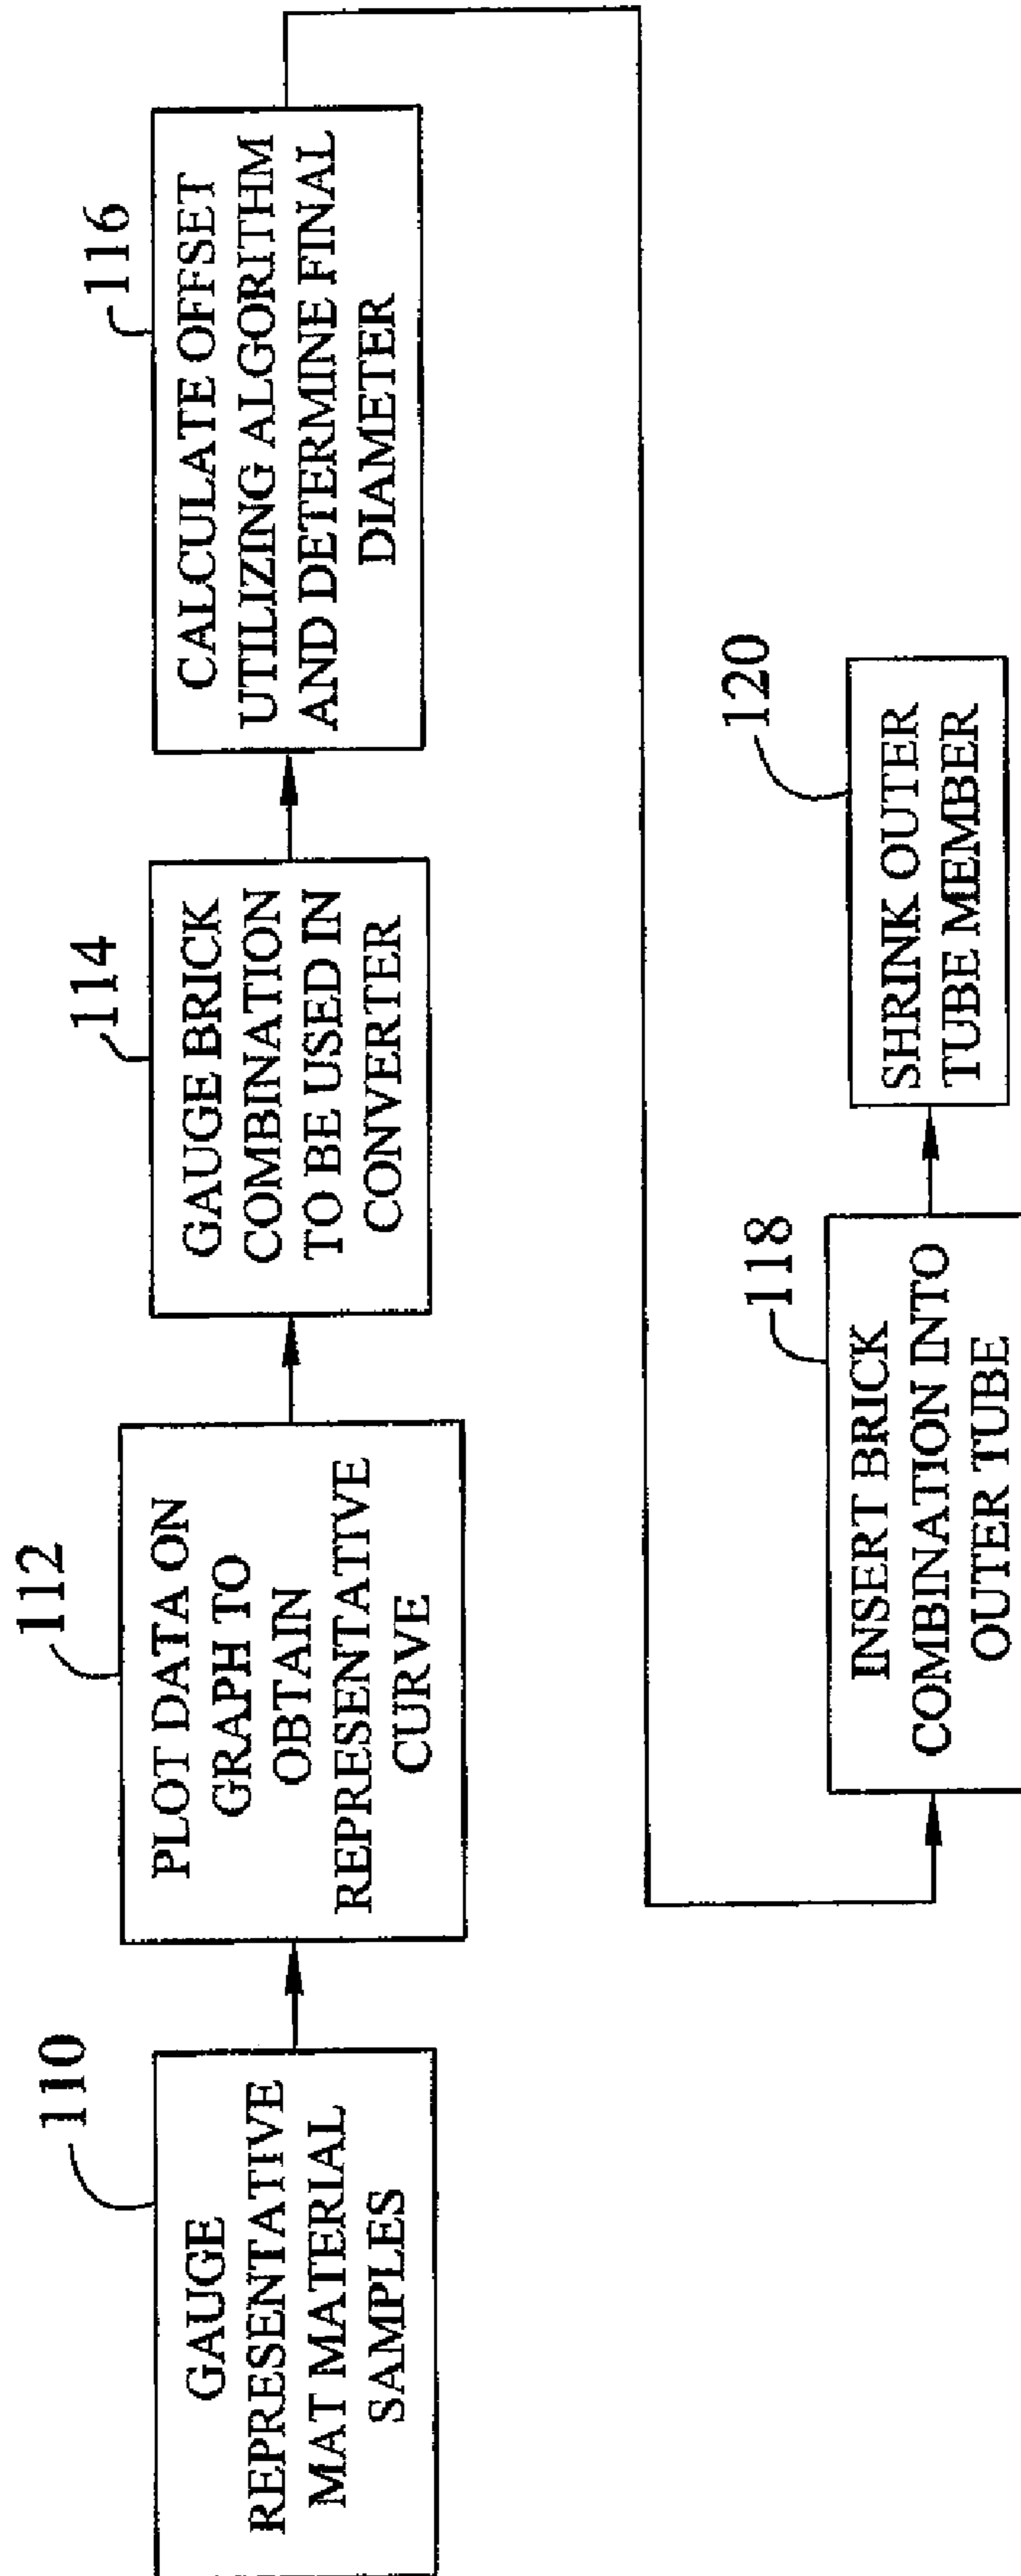 110
GAUGE
REPRESENTATIVE
MAT MATERIAL
SAMPLES
112
PLOT DATA ON
GRAPH TO
OBTAIN
REPRESENTATIVE
CURVE
114
GAUGE BRICK
COMBINATION
TO BE USED IN
CONVERTER
116
CALCULATE OFFSET
UTILIZING ALGORITHM
AND DETERMINE FINAL
DIAMETER
118
INSERT BRICK
COMBINATION INTO
OUTER TUBE
120
SHRINK OUTER
TUBE MEMBER